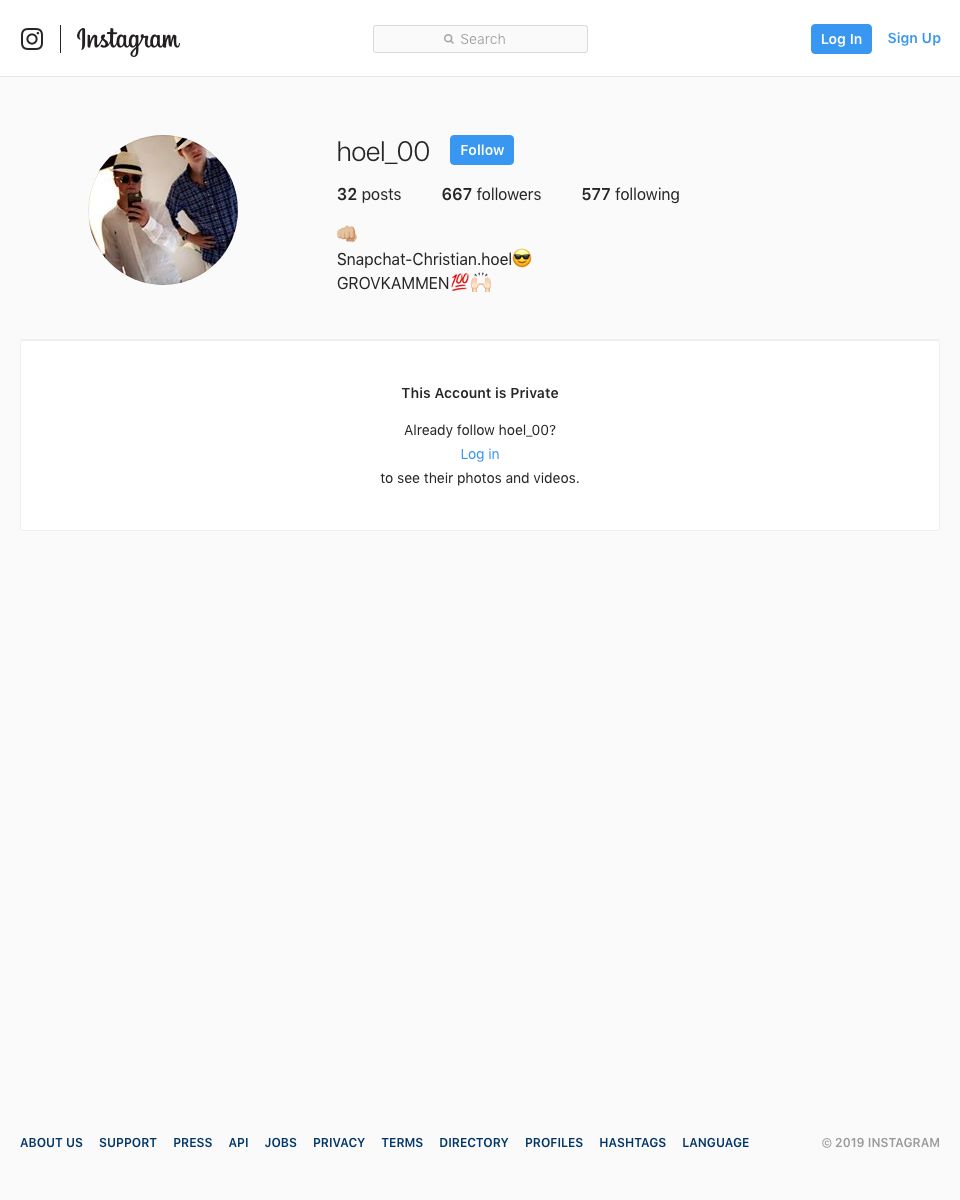 Instagram
Search
Log In
Sign Up
hoel_00
Follow
32 posts 667 followers 577 following
👊🏼
Snapchat-Christian.hoel😎
GROVKAMMEN💯🙌🏻
This Account is Private
Already follow hoel_00?
Log in
to see their photos and videos.
ABOUT US SUPPORT PRESS API JOBS PRIVACY TERMS DIRECTORY PROFILES HASHTAGS LANGUAGE © 2019 INSTAGRAM